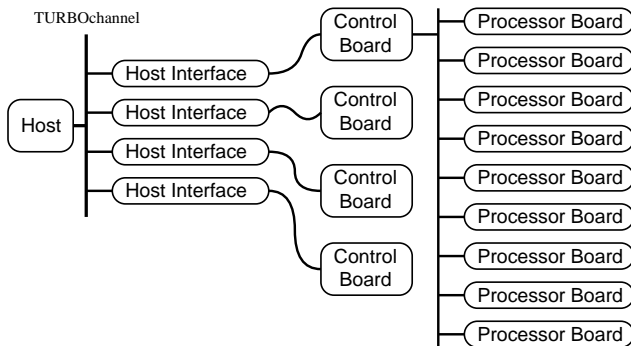 TURBOchannel
Host
Host Interface
Host Interface
Host Interface
Host Interface
Control
Board
Control
Board
Control
Board
Control
Board
Processor Board
Processor Board
Processor Board
Processor Board
Processor Board
Processor Board
Processor Board
Processor Board
Processor Board